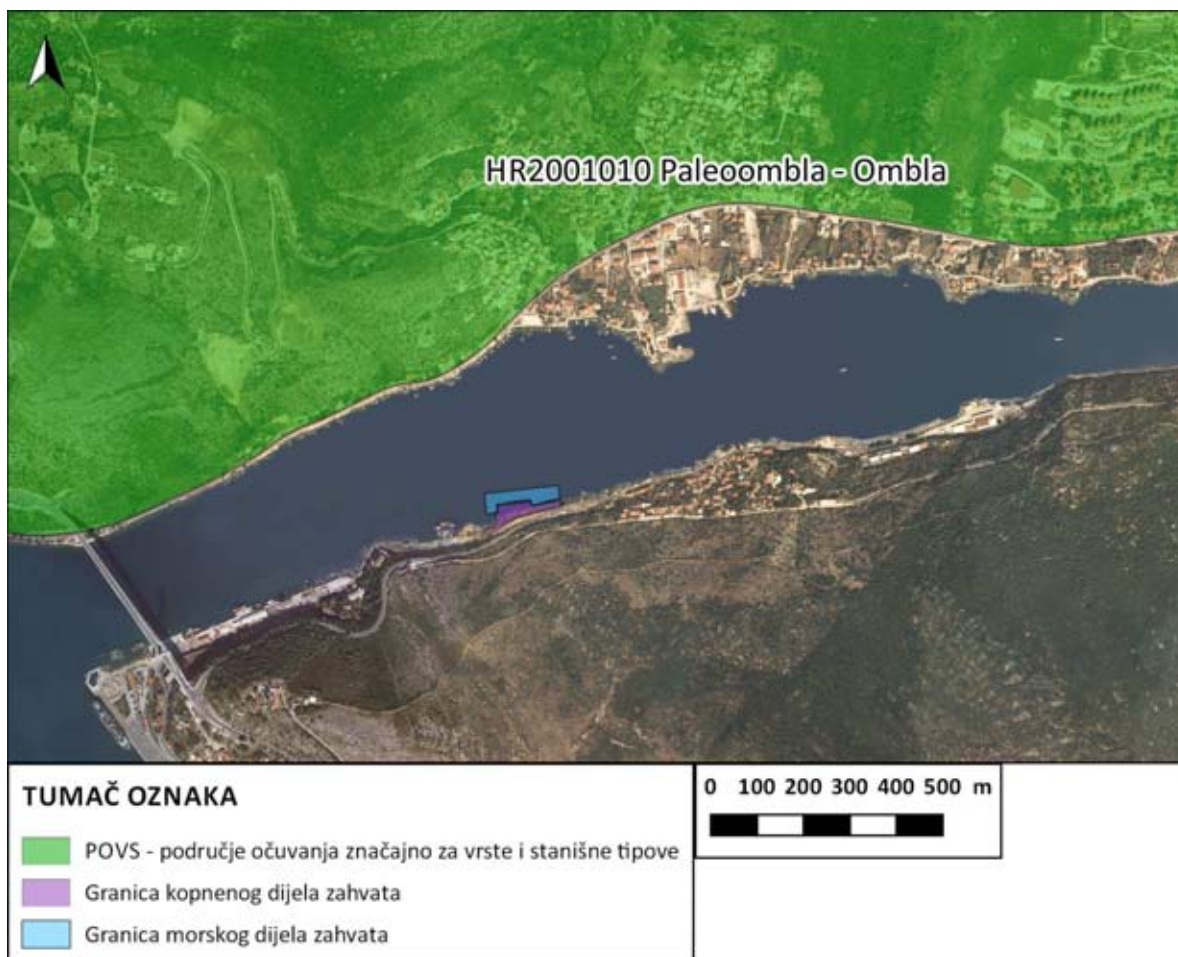 HR2001010 Paleoombla - Ombla
TUMAČ OZNAKA
POVS - područje očuvanja značajno za vrste i stanišne tipove
Granica kopnenog dijela zahvata
Granica morskog dijela zahvata
0 100 200 300 400 500 m